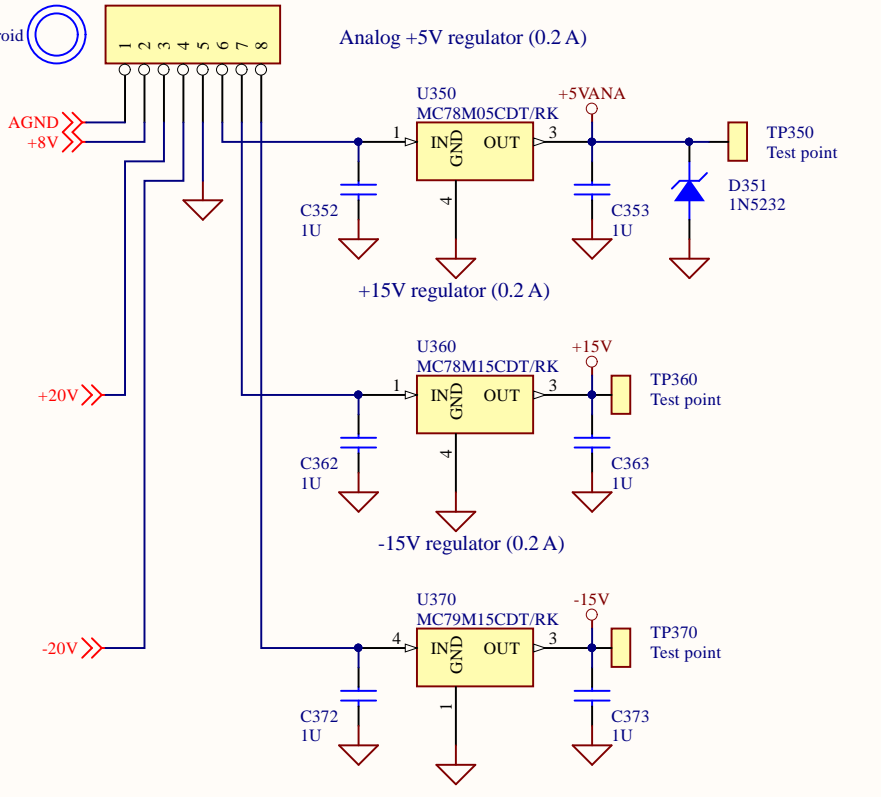 roid
1 2 3 4 5 6 7 8
Analog +5V regulator (0.2 A)
AGND
+8V
U350
MC78M05CDT/RK
+5VANA
1
IN
GND
OUT
3
4
TP350
Test point
C352
1U
C353
1U
D351
1N5232
+15V regulator (0.2 A)
+20V
U360
MC78M15CDT/RK
+15V
1
IN
GND
OUT
3
4
TP360
Test point
C362
1U
C363
1U
-15V regulator (0.2 A)
-20V
U370
MC79M15CDT/RK
-15V
4
IN
GND
OUT
3
1
TP370
Test point
C372
1U
C373
1U